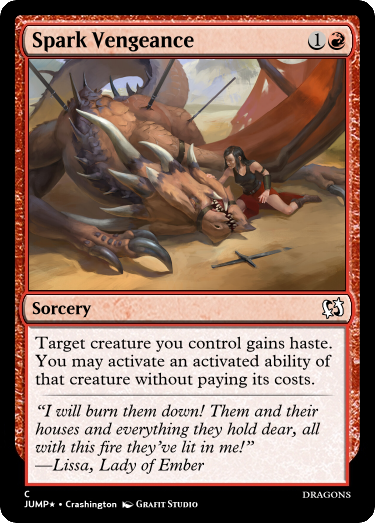 Spark Vengeance 1
Sorcery
Target creature you control gains haste.
You may activate an activated ability of
that creature without paying its costs.
“I will burn them down! Them and their
houses and everything they hold dear, all
with this fire they’ve lit in me!”
—Lissa, Lady of Ember
C
JUMP★ • Crashington Grafit Studio
DRAGONS